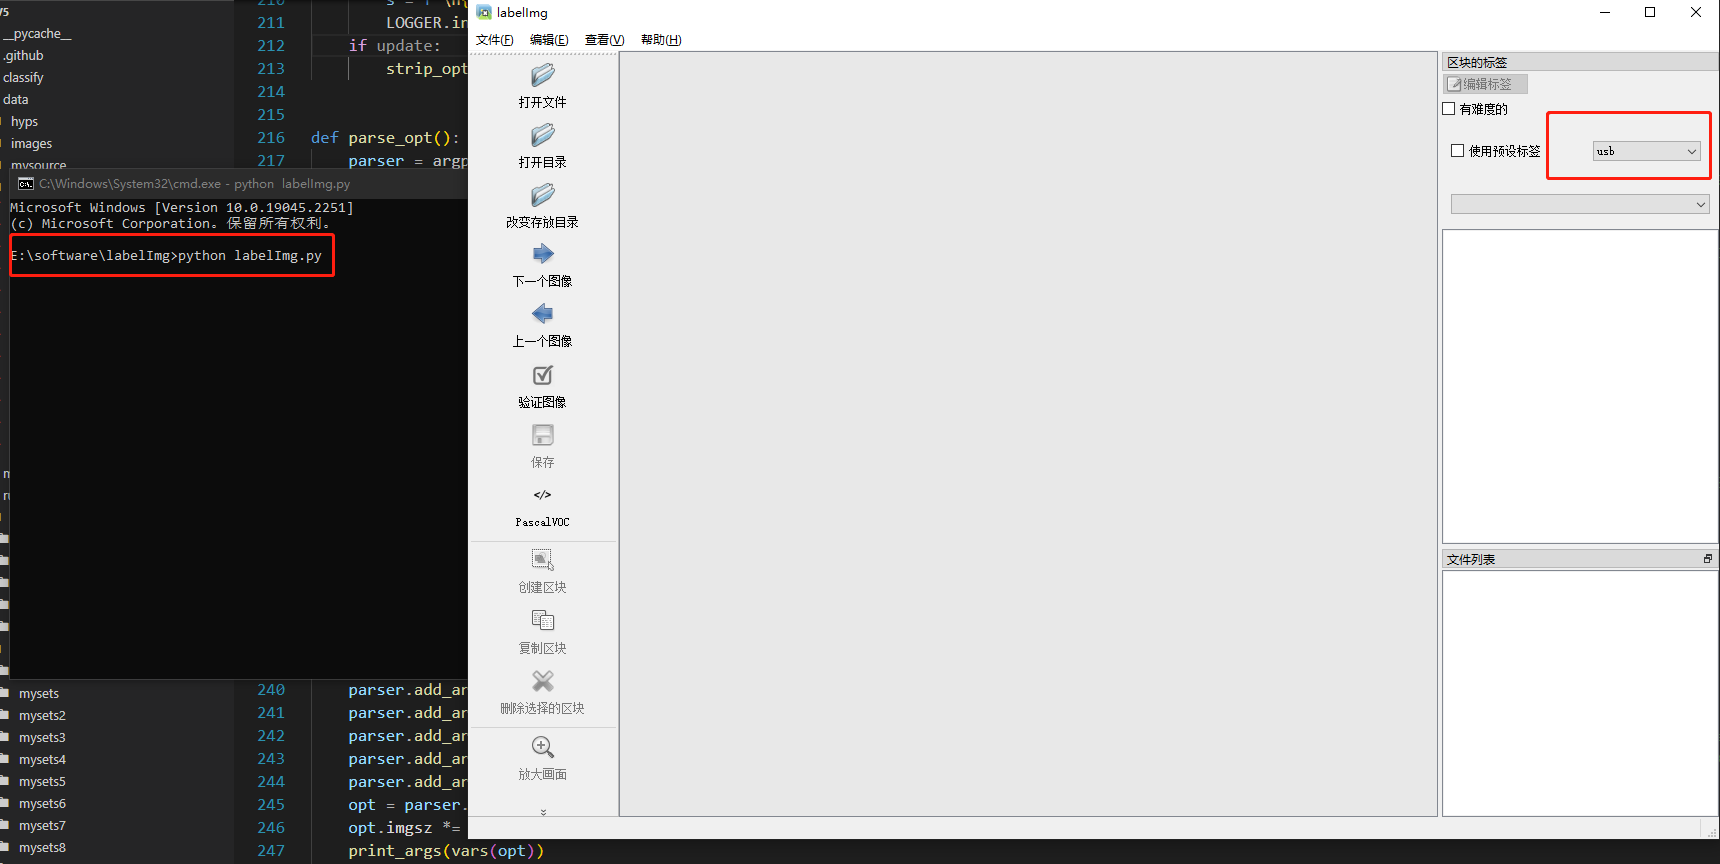 V5
__pycache__
.github
classify
data
hyps
images
mysource
mysets
mysets2
mysets3
mysets4
mysets5
mysets6
mysets7
mysets8
211 LOGGER.in
212 if update:
213 strip_opt
214
215
216 def parse_opt():
217 parser = argp
C:\Windows\System32\cmd.exe - python labelImg.py
Microsoft Windows [Version 10.0.19045.2251]
(c) Microsoft Corporation。保留所有权利。
E:\software\labelImg>python labelImg.py
240 parser.add_ar
241 parser.add_ar
242 parser.add_ar
243 parser.add_ar
244 parser.add_ar
245 opt = parser.
246 opt.imgsz *=
247 print_args(vars(opt))
labelImg
文件(F) 编辑(E) 查看(V) 帮助(H)
打开文件
打开目录
改变存放目录
下一个图像
上一个图像
验证图像
保存
</>
PascalVOC
创建区块
复制区块
删除选择的区块
放大画面
区块的标签
编辑标签
有难度的
使用预设标签 usb
文件列表